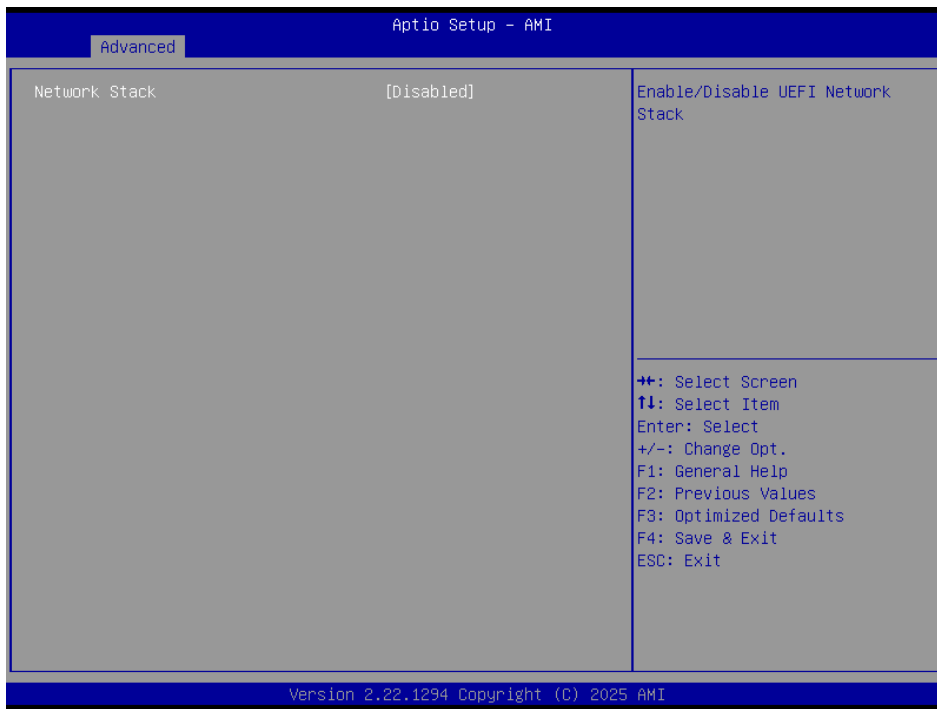 Aptio Setup - AMI
Advanced
Network Stack [Disabled]
Enable/Disable UEFI Network
Stack
→←: Select Screen
↑↓: Select Item
Enter: Select
+/-: Change Opt.
F1: General Help
F2: Previous Values
F3: Optimized Defaults
F4: Save & Exit
ESC: Exit
Version 2.22.1294 Copyright (C) 2025 AMI